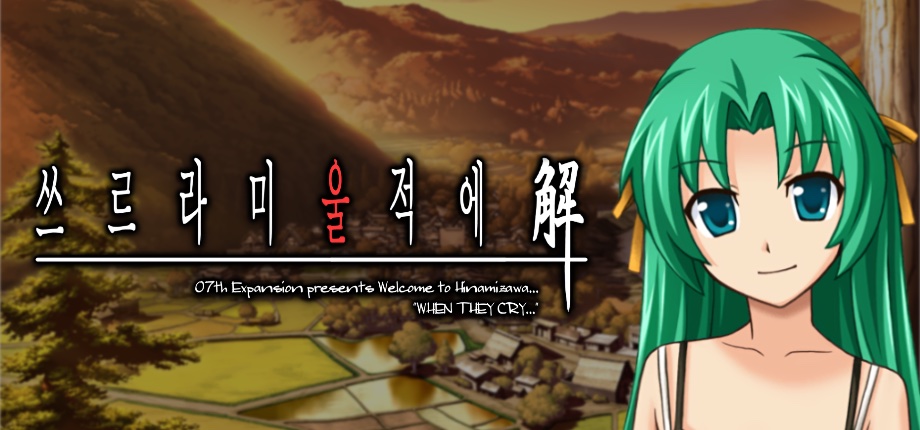 쓰르라미 울 적에 解
07th Expansion presents Welcome to Hinamizawa...
"WHEN THEY CRY..."